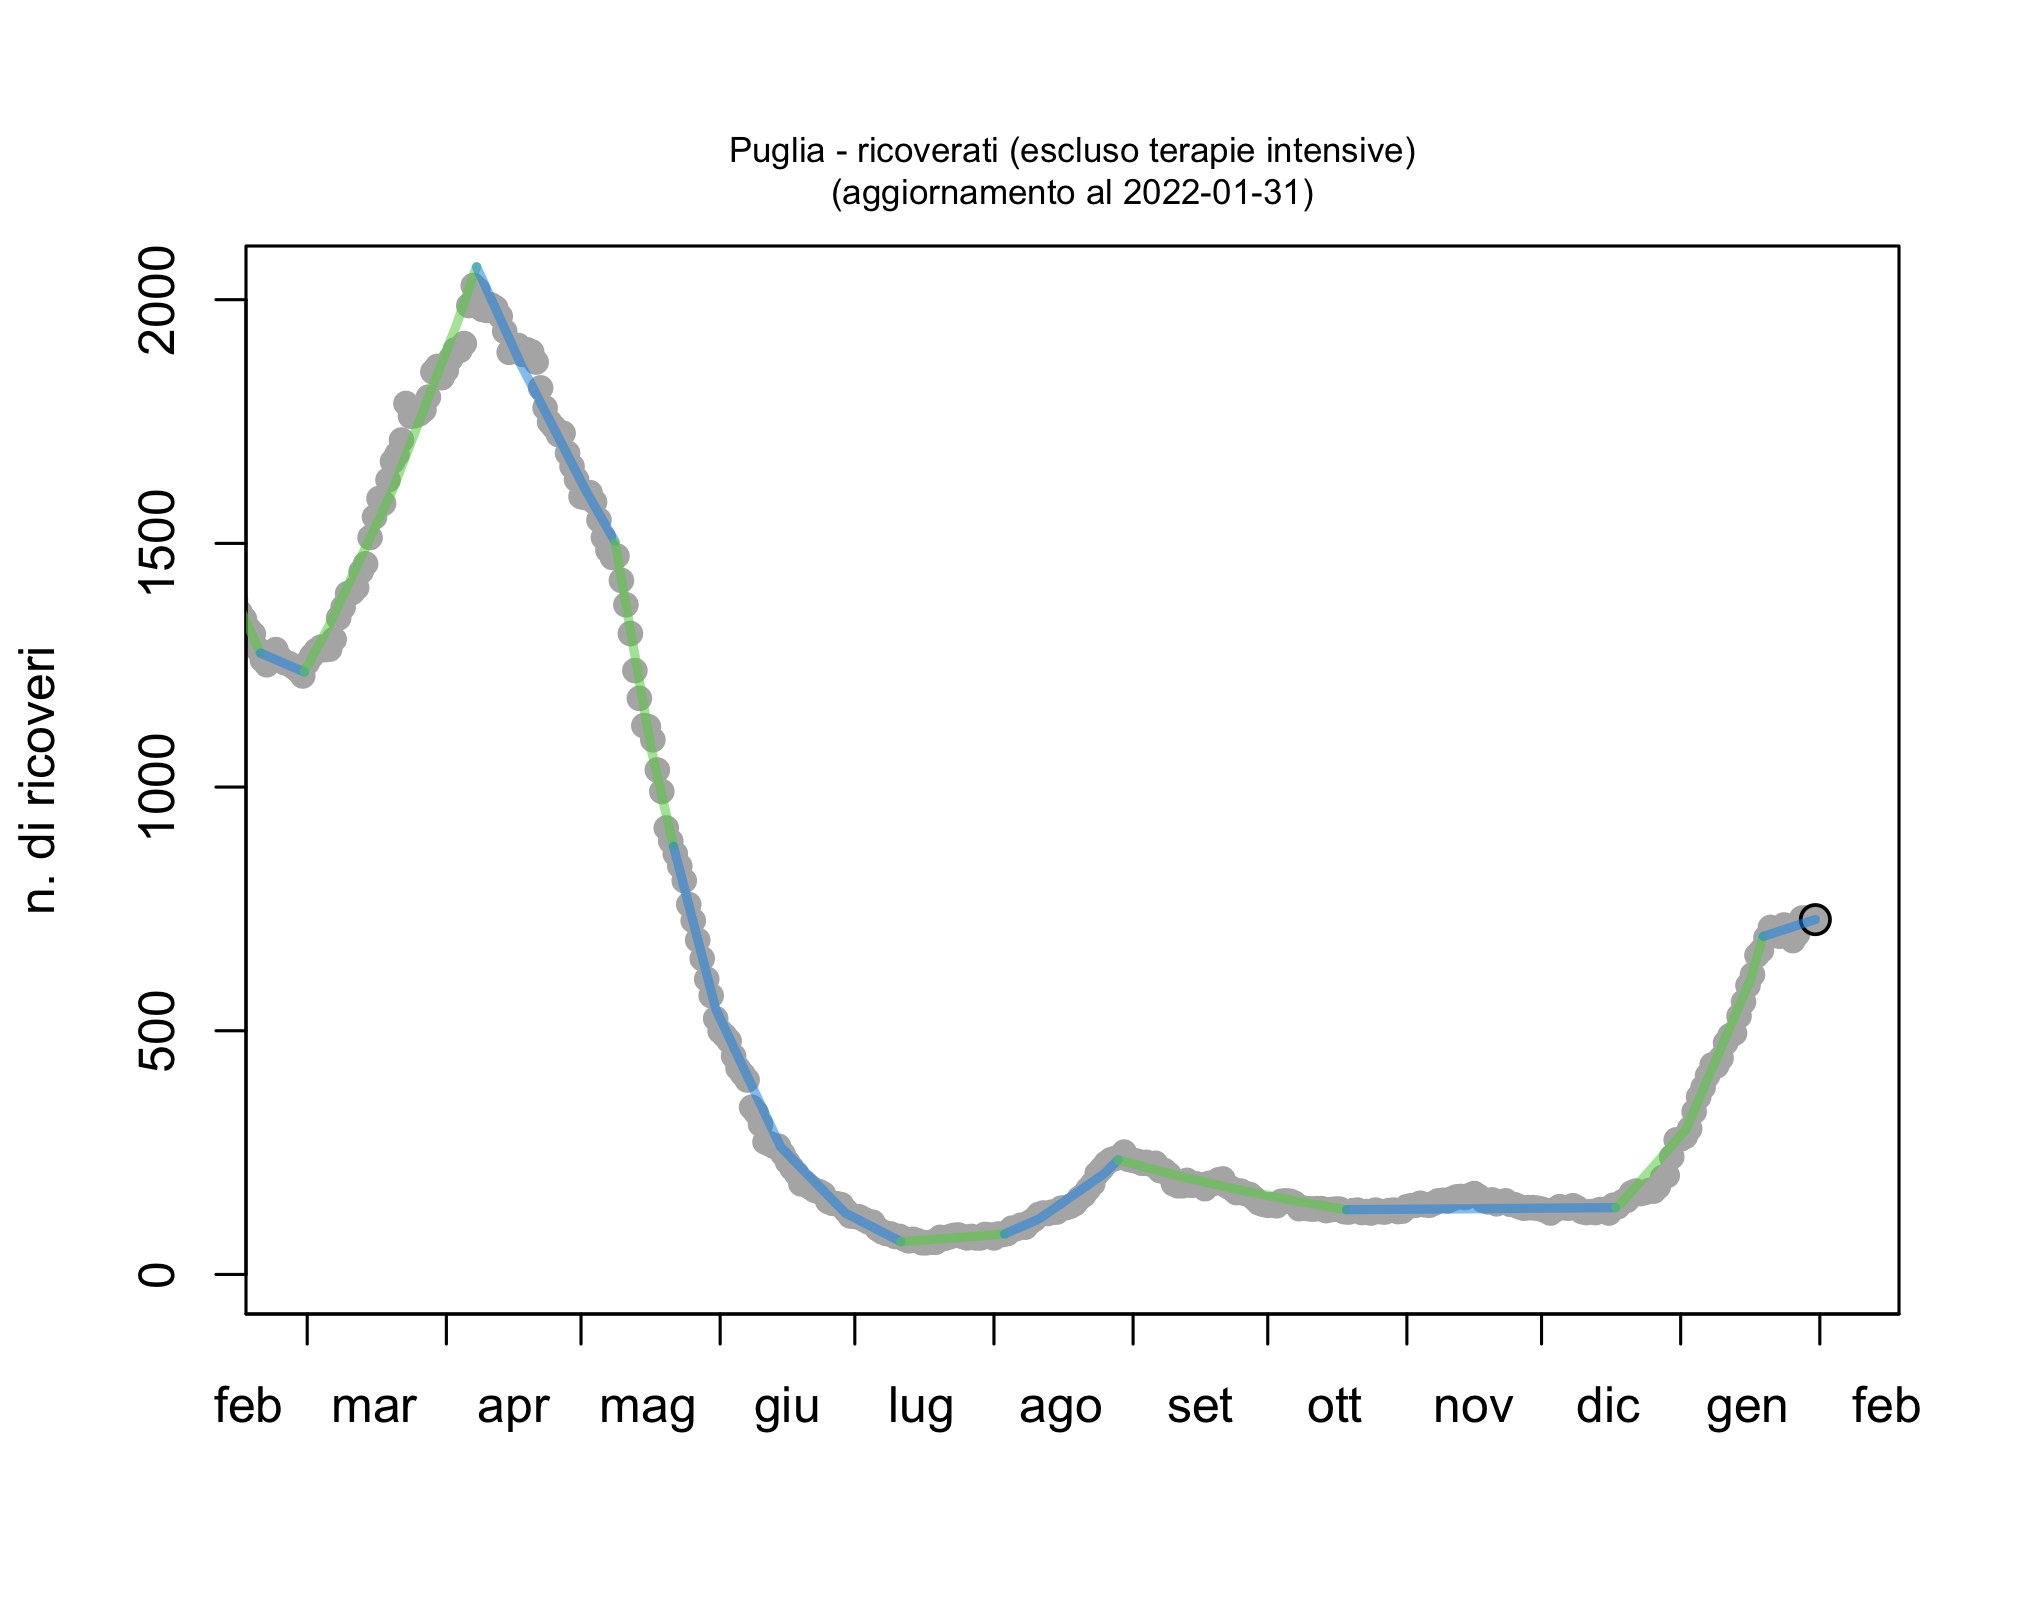 Puglia - ricoverati (escluso terapie intensive)
(aggiornamento al 2022-01-31)
n. di ricoveri
2000
1500
1000
500
0
feb mar apr mag giu lug ago set ott nov dic gen feb